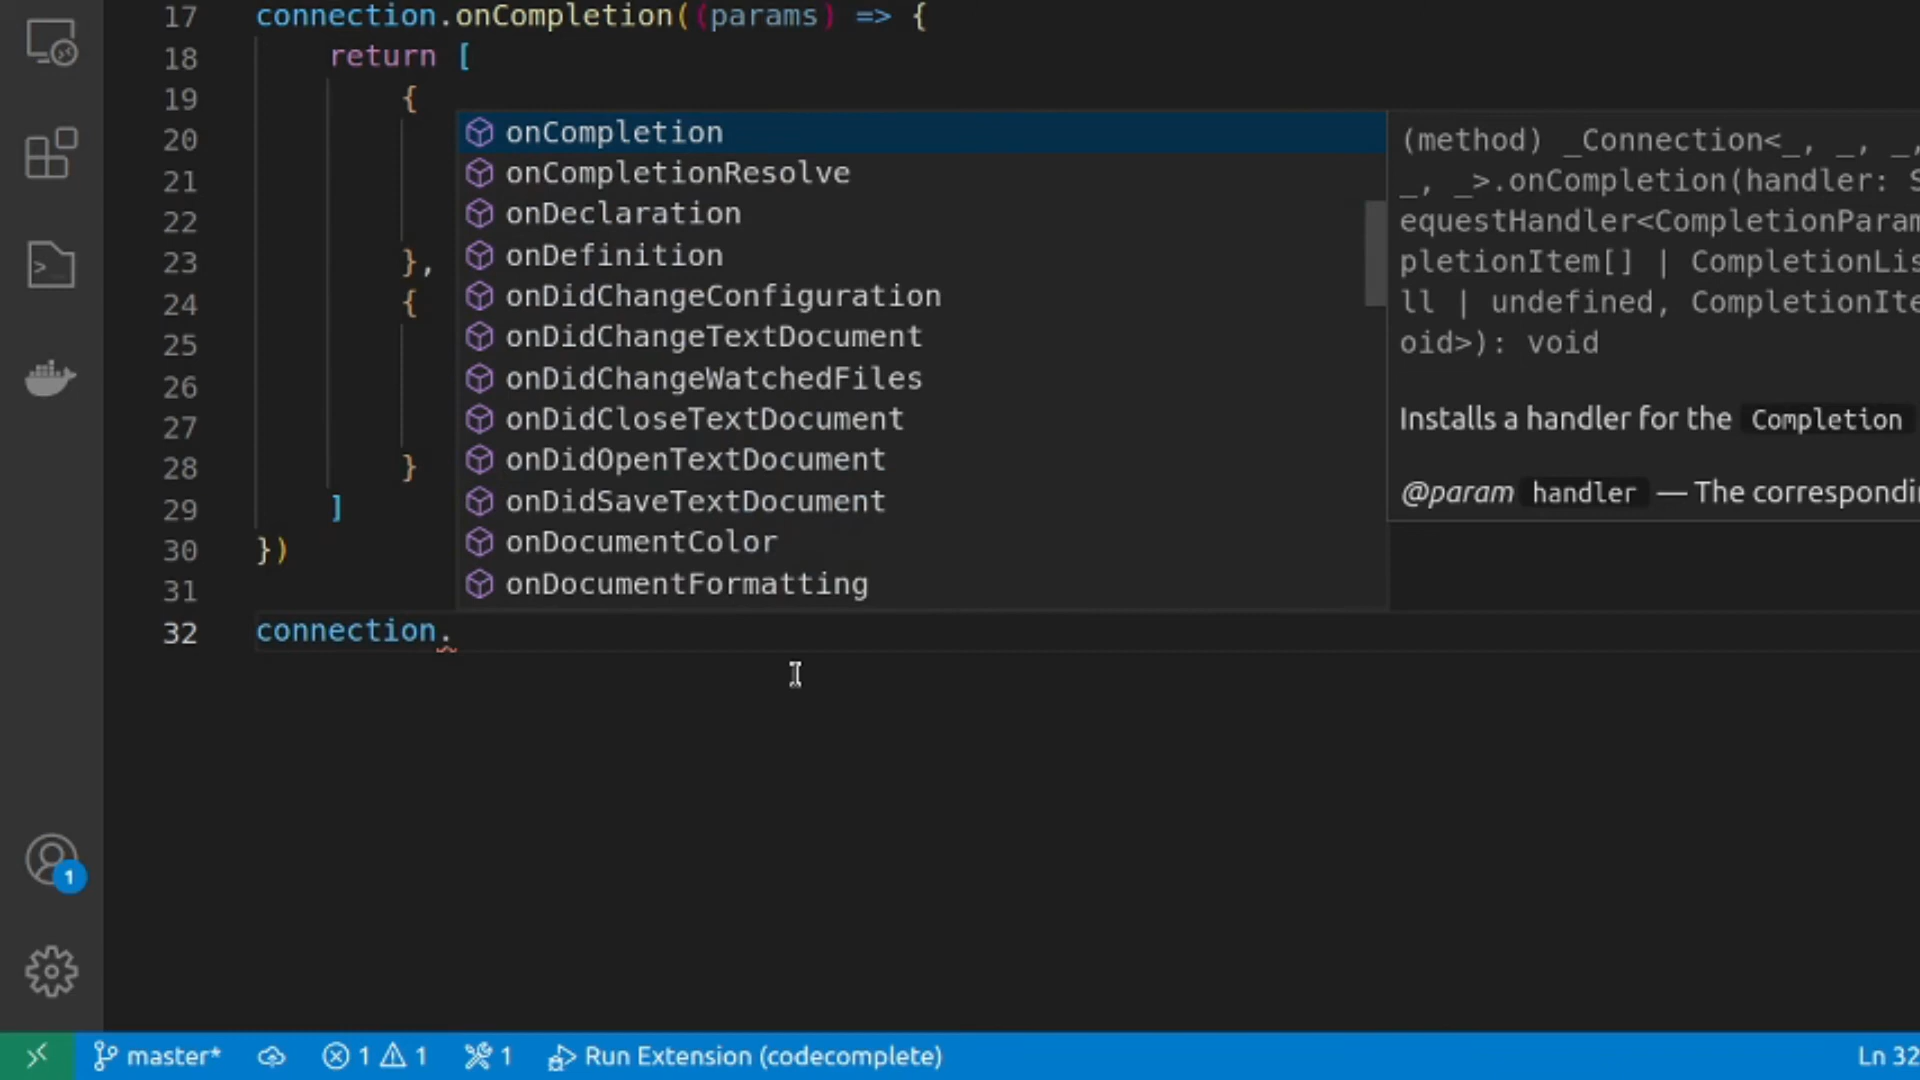 17 connection.onCompletion((params) => {
18 return [
19 {
20
21
22
23 },
24 {
25
26
27
28 }
29 ]
30 })
31
32 connection.
onCompletion
onCompletionResolve
onDeclaration
onDefinition
onDidChangeConfiguration
onDidChangeTextDocument
onDidChangeWatchedFiles
onDidCloseTextDocument
onDidOpenTextDocument
onDidSaveTextDocument
onDocumentColor
onDocumentFormatting
(method) _Connection<_, _, _,
_, _>.onCompletion(handler: S
equestHandler<CompletionParam
pletionItem[] | CompletionLis
ll | undefined, CompletionIte
oid>): void
Installs a handler for the Completion
@param handler — The correspondin
1
master* 1 1 1 Run Extension (codecomplete) Ln 32